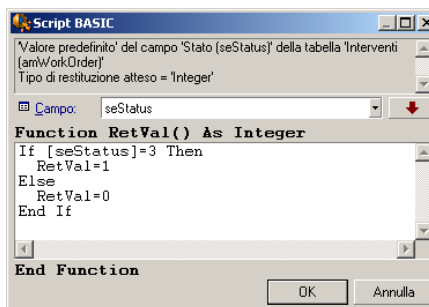 Script BASIC
'Valore predefinito' del campo 'Stato (seStatus)' della tabella 'Interventi
(amWorkOrder)'
Tipo di restituzione atteso = 'Integer'
Campo: seStatus
Function RetVal() As Integer
If [seStatus]=3 Then
  RetVal=1
Else
  RetVal=0
End If
End Function
OK Annulla